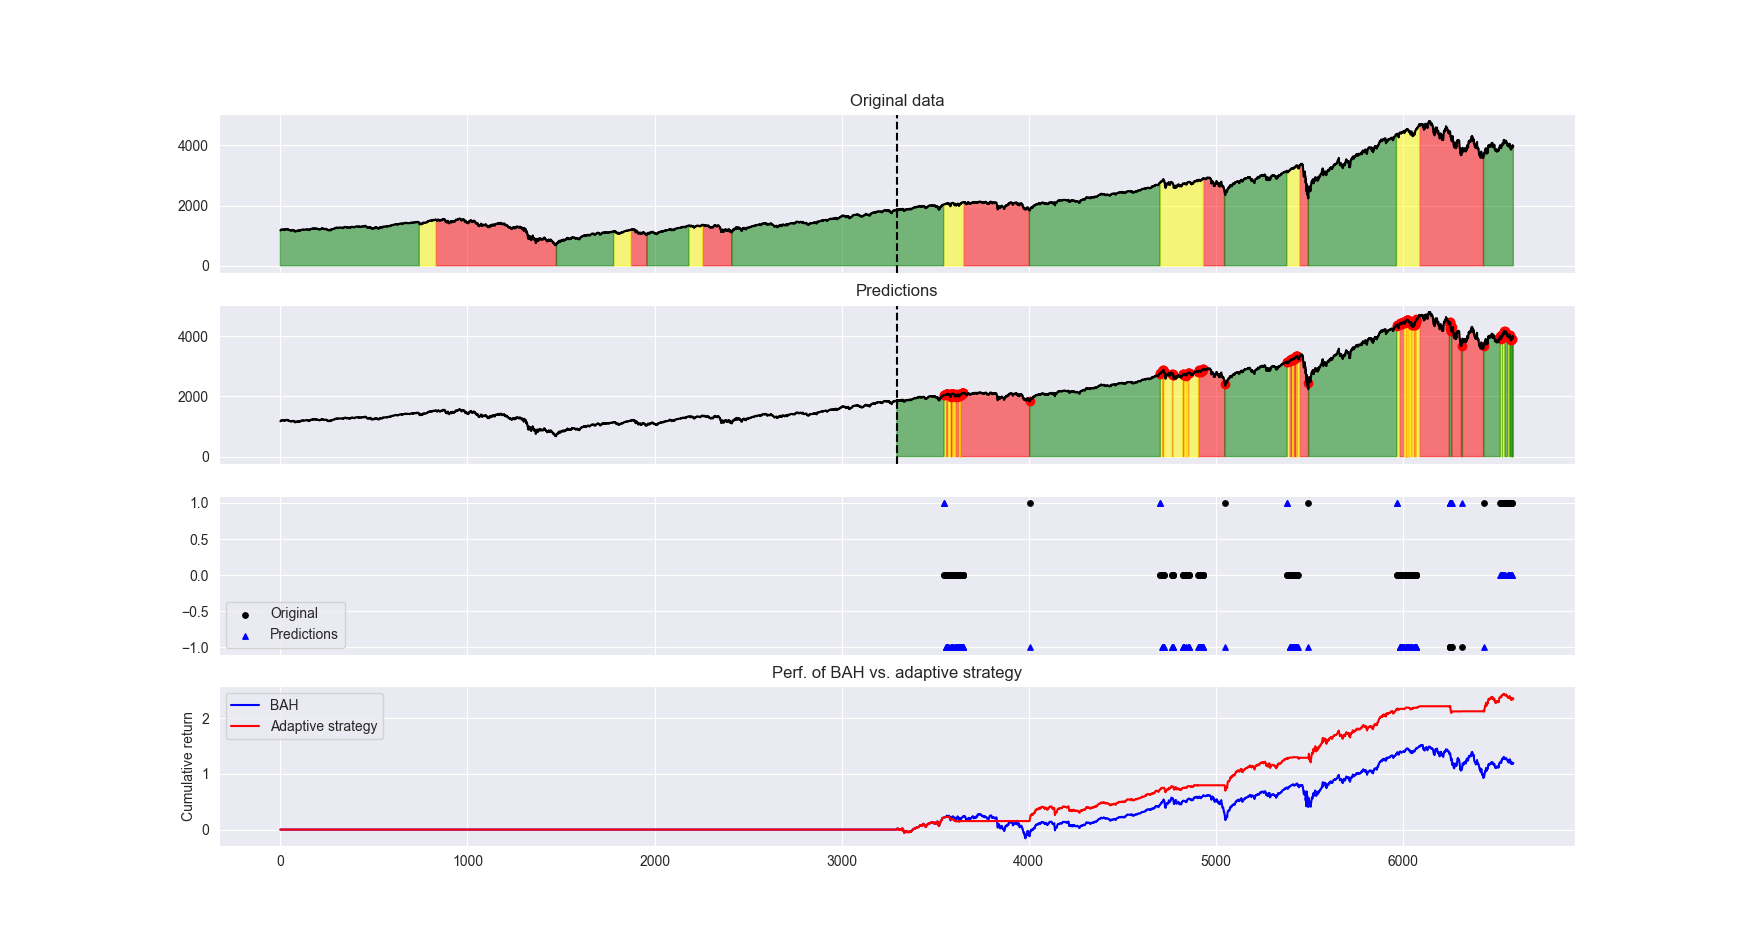 Original data
4000
2000
0
Predictions
4000
2000
0
1.0
0.5
0.0
−0.5
−1.0
Original
Predictions
Perf. of BAH vs. adaptive strategy
Cumulative return
2
1
0
BAH
Adaptive strategy
0 1000 2000 3000 4000 5000 6000